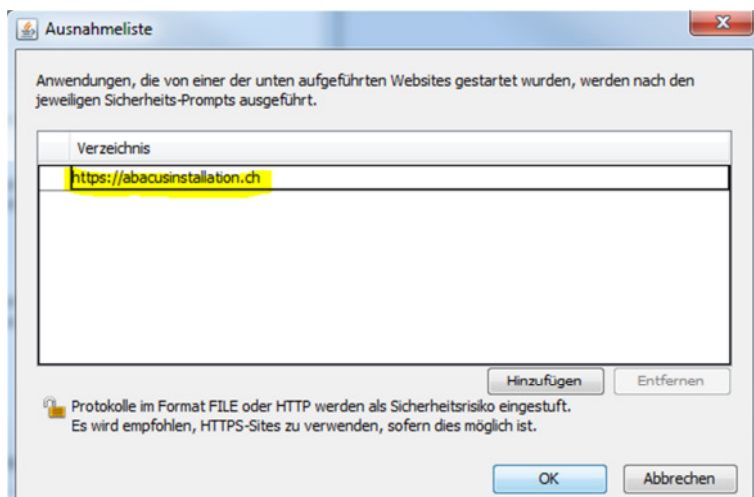 Ausnahmeliste
Anwendungen, die von einer der unten aufgeführten Websites gestartet wurden, werden nach den
jeweiligen Sicherheits-Prompts ausgeführt.
Verzeichnis
https://abacusinstallation.ch
Hinzufügen Entfernen
Protokolle im Format FILE oder HTTP werden als Sicherheitsrisiko eingestuft.
Es wird empfohlen, HTTPS-Sites zu verwenden, sofern dies möglich ist.
OK Abbrechen